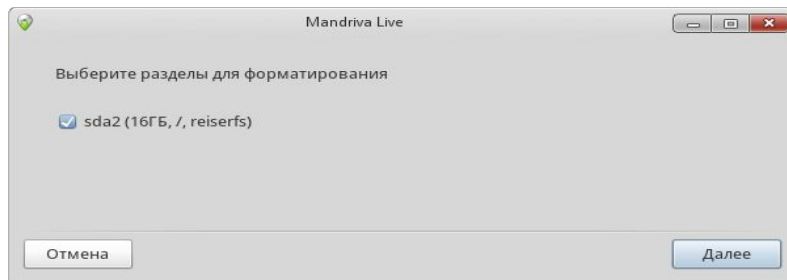 Mandriva Live
Выберите разделы для форматирования
sda2 (16ГБ, /, reiserfs)
Отмена
Далее